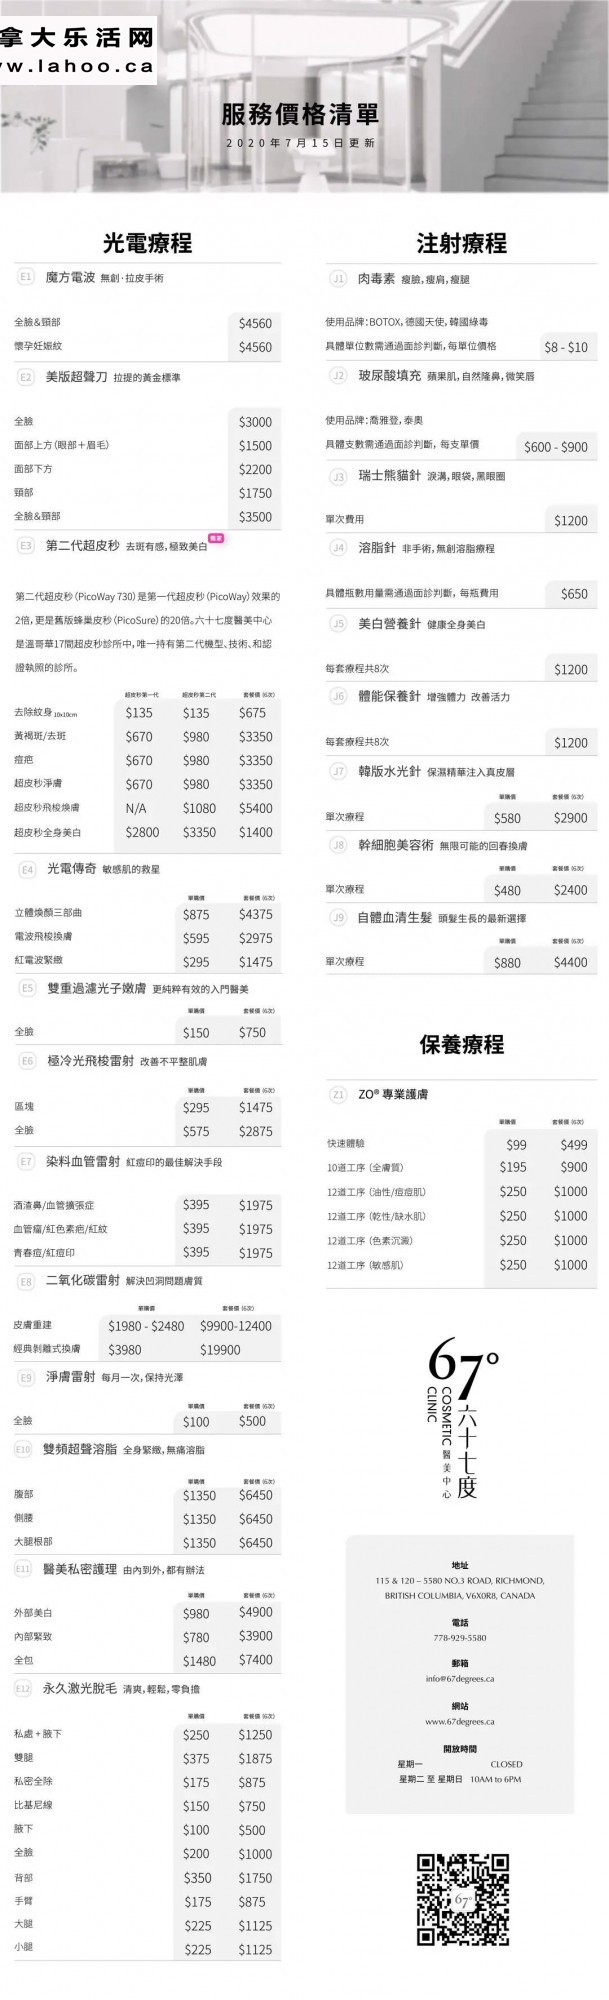 拿大乐活网
w.lahoo.ca
服務價格清單
2020年7月15日更新
光電療程
E1 魔方電波 無創·拉皮手術
全臉&頸部 $4560
懷孕妊娠紋 $4560
E2 美版超聲刀 拉提的黃金標準
全臉 $3000
面部上方(眼部+眉毛) $1500
面部下方 $2200
頸部 $1750
全臉&頸部 $3500
E3 第二代超皮秒 去斑有感,極致美白
第二代超皮秒(PicoWay 730)是第一代超皮秒(PicoWay)效果的
2倍,更是舊版蜂巢皮秒(PicoSure)的20倍。六十七度醫美中心
是溫哥華17間超皮秒診所中,唯一持有第二代機型、技術、和認
證執照的診所。
超皮秒第一代 超皮秒第二代 套餐價(6次)
去除紋身 10x10cm $135 $135 $675
黃褐斑/去斑 $670 $980 $3350
痘疤 $670 $980 $3350
超皮秒淨膚 $670 $980 $3350
超皮秒飛梭煥膚 N/A $1080 $5400
超皮秒全身美白 $2800 $3350 $1400
E4 光電傳奇 敏感肌的救星
單購價 套餐價(6次)
立體煥顏三部曲 $875 $4375
電波飛梭換膚 $595 $2975
紅電波緊緻 $295 $1475
E5 雙重過濾光子嫩膚 更純粹有效的入門醫美
單購價 套餐價(6次)
全臉 $150 $750
E6 極冷光飛梭雷射 改善不平整肌膚
單購價 套餐價(6次)
區塊 $295 $1475
全臉 $575 $2875
E7 染料血管雷射 紅痘印的最佳解決手段
酒渣鼻/血管擴張症 $395 $1975
血管瘤/紅色素疤/紅紋 $395 $1975
青春痘/紅痘印 $395 $1975
E8 二氧化碳雷射 解決凹洞問題膚質
單購價 套餐價(6次)
皮膚重建 $1980 - $2480 $9900-12400
經典剝離式換膚 $3980 $19900
E9 淨膚雷射 每月一次,保持光澤
單購價 套餐價(6次)
全臉 $100 $500
E10 雙頻超聲溶脂 全身緊緻,無痛溶脂
單購價 套餐價(6次)
腹部 $1350 $6450
側腰 $1350 $6450
大腿根部 $1350 $6450
E11 醫美私密護理 由內到外,都有辦法
單購價 套餐價(6次)
外部美白 $980 $4900
內部緊致 $780 $3900
全包 $1480 $7400
E12 永久激光脫毛 清爽,輕鬆,零負擔
單購價 套餐價(6次)
私處+腋下 $250 $1250
雙腿 $375 $1875
私密全除 $175 $875
比基尼線 $150 $750
腋下 $100 $500
全臉 $200 $1000
背部 $350 $1750
手臂 $175 $875
大腿 $225 $1125
小腿 $225 $1125
注射療程
J1 肉毒素 瘦臉,瘦肩,瘦腿
使用品牌:BOTOX,德國天使,韓國綠毒
具體單位數需通過面診判斷,每單位價格 $8 - $10
J2 玻尿酸填充 蘋果肌,自然隆鼻,微笑唇
使用品牌:喬雅登,泰奧
具體支數需通過面診判斷,每支單價 $600 - $900
J3 瑞士熊貓針 淚溝,眼袋,黑眼圈
單次費用 $1200
J4 溶脂針 非手術,無創溶脂療程
具體瓶數用量需通過面診判斷,每瓶費用 $650
J5 美白營養針 健康全身美白
每套療程共8次 $1200
J6 體能保養針 增強體力 改善活力
每套療程共8次 $1200
J7 韓版水光針 保濕精華注入真皮層
單購價 套餐價(6次)
單次療程 $580 $2900
J8 幹細胞美容術 無限可能的回春換膚
單購價 套餐價(6次)
單次療程 $480 $2400
J9 自體血清生髮 頭髮生長的最新選擇
單購價 套餐價(6次)
單次療程 $880 $4400
保養療程
Z1 ZO® 專業護膚
單購價 套餐價(6次)
快速體驗 $99 $499
10道工序(全膚質) $195 $900
12道工序(油性/痘痘肌) $250 $1000
12道工序(乾性/缺水肌) $250 $1000
12道工序(色素沉澱) $250 $1000
12道工序(敏感肌) $250 $1000
67°
COSMETIC CLINIC
六十七度
醫美中心
地址
115 & 120 – 5580 NO.3 ROAD, RICHMOND,
BRITISH COLUMBIA, V6X0R8, CANADA
電話
778-929-5580
郵箱
info@67degrees.ca
網站
www.67degrees.ca
開放時間
星期一 CLOSED
星期二 至 星期日 10AM to 6PM
67°